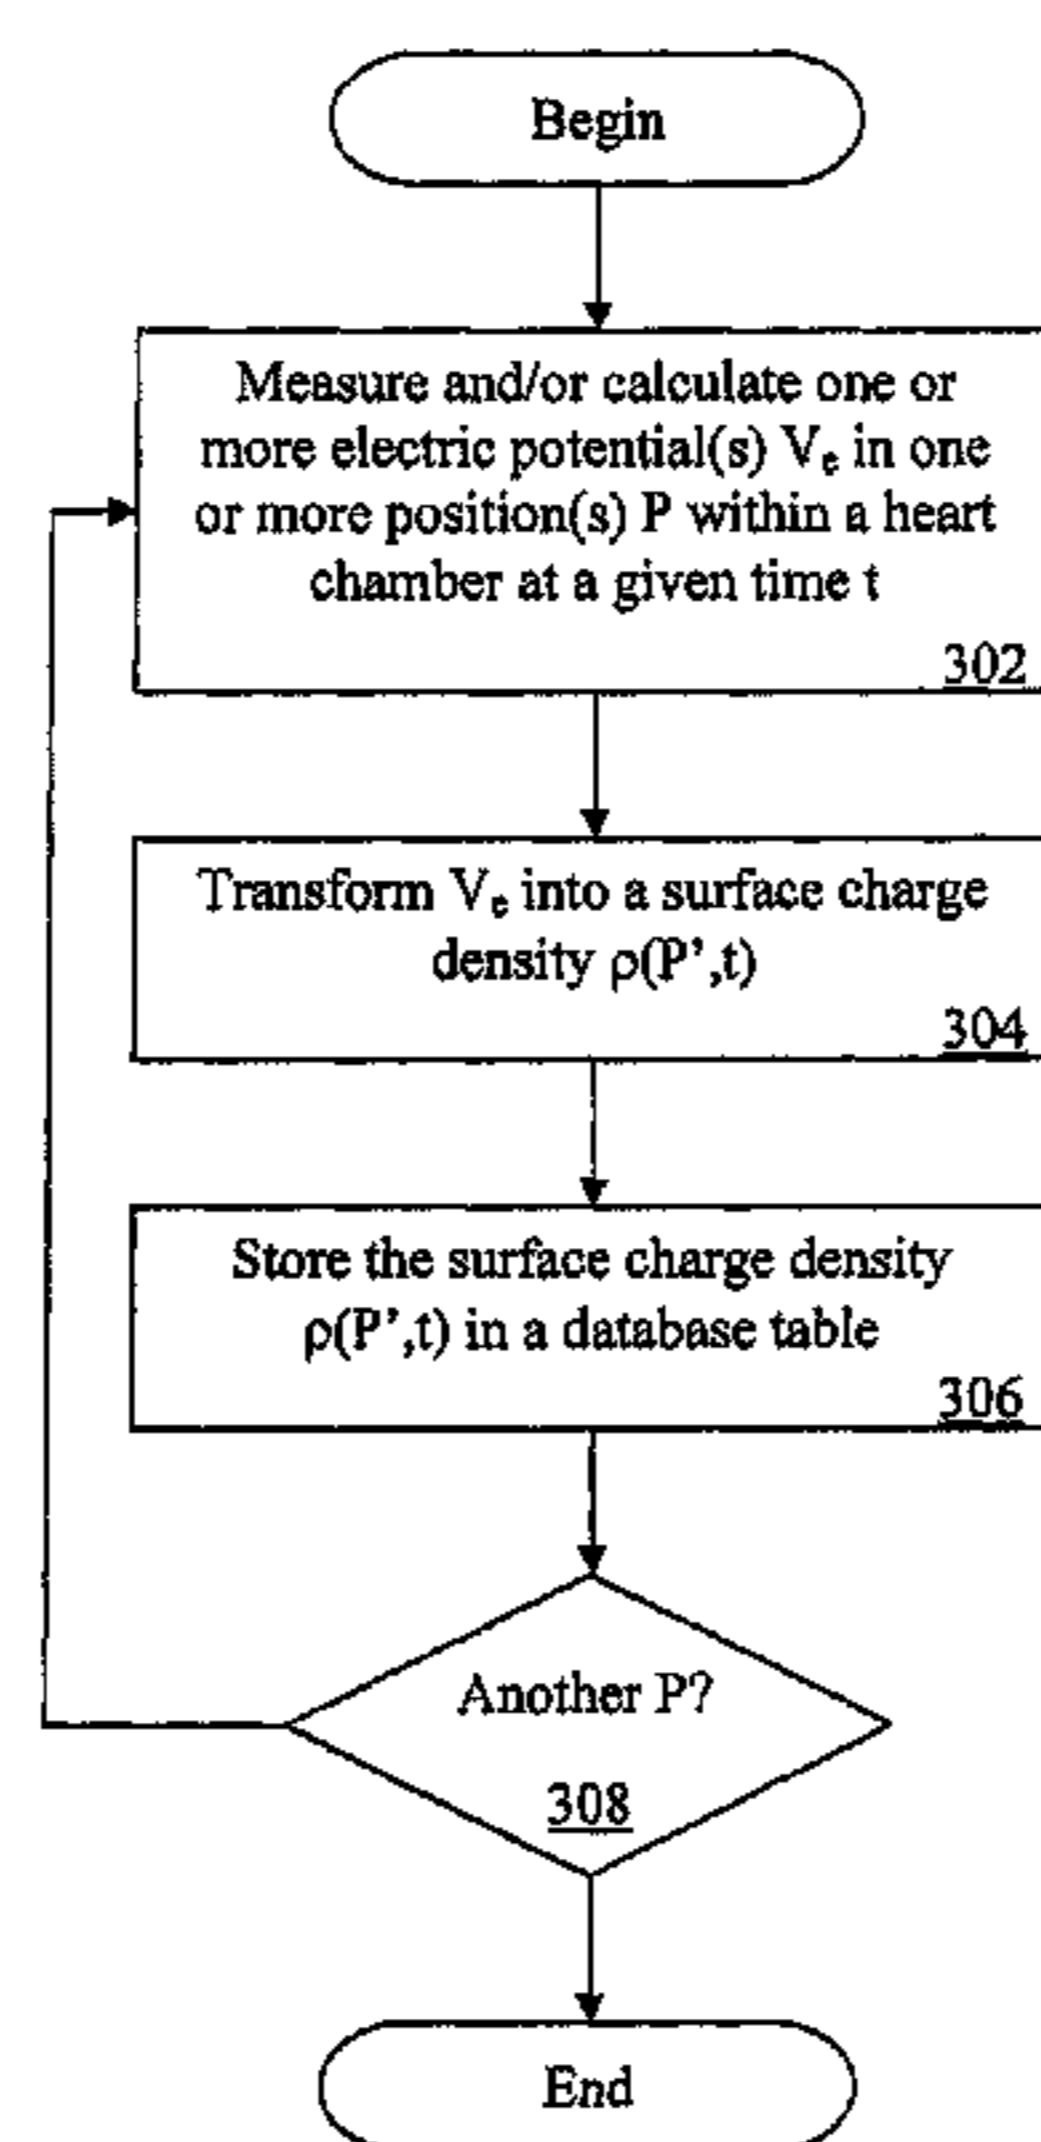 Begin
Measure and/or calculate one or
more electric potential(s) Ve in one
or more position(s) P within a heart
chamber at a given time t
302
Transform Ve into a surface charge
density ρ(P’,t)
304
Store the surface charge density
ρ(P’,t) in a database table
306
Another P?
308
End